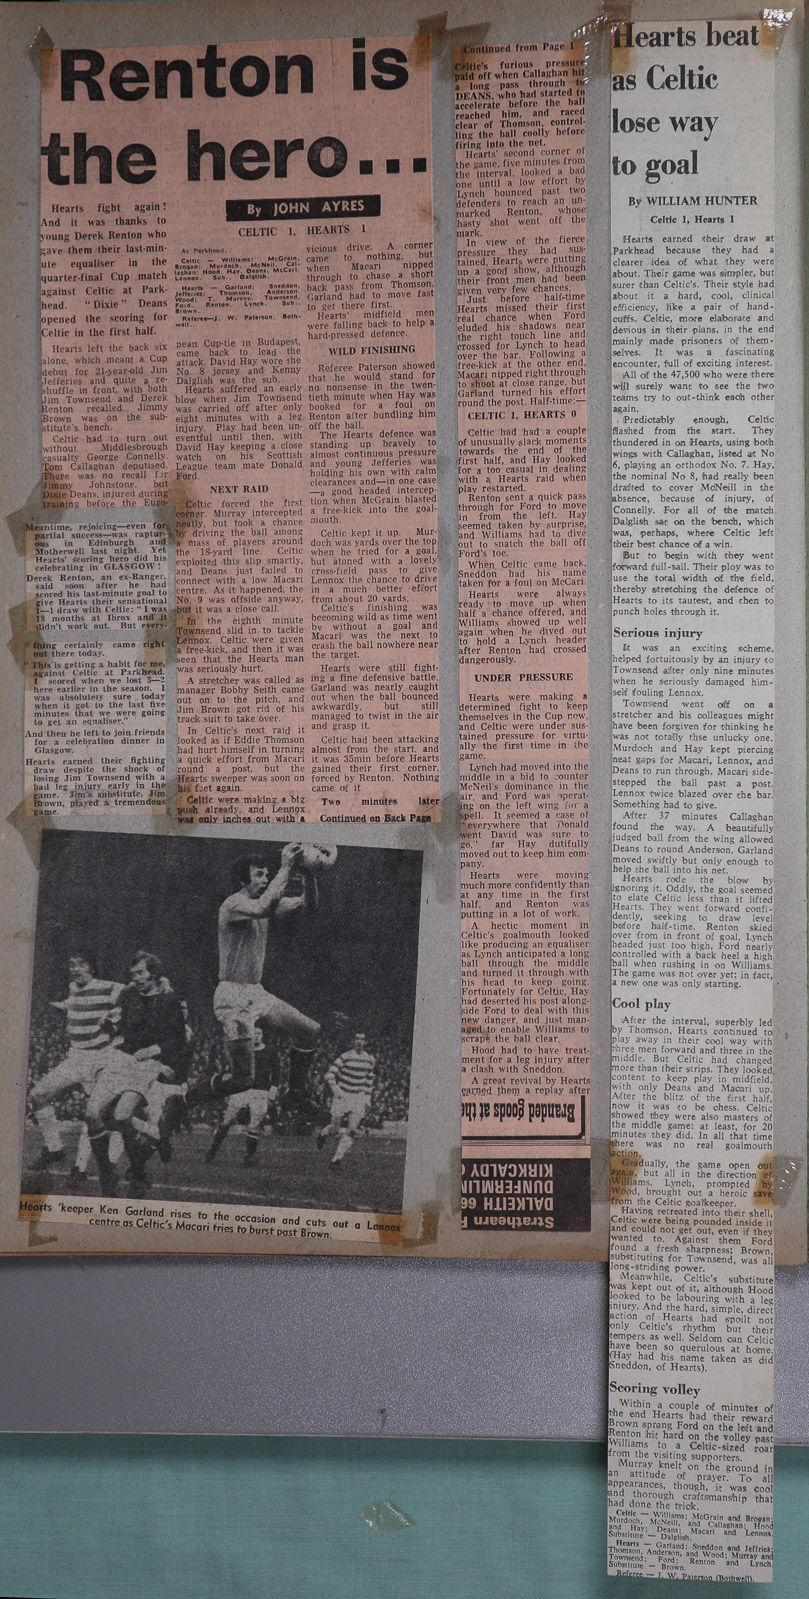 Renton is
the hero...
By JOHN AYRES
CELTIC 1, HEARTS 1
Hearts fight again!
And it was thanks to
young Derek Renton who
gave them their last-min-
ute equaliser in the
quarter-final Cup match
against Celtic at Park-
head. "Dixie" Deans
opened the scoring for
Celtic in the first half.
Hearts left the back six
alone, which meant a Cup
debut for 21-year-old Jim
Jefferies and quite a re-
shuffle in front, with both
Jim Townsend and Derek
Renton recalled. Jimmy
Brown was on the sub-
stitute's bench.
Celtic had to turn out
without Middlesbrough
casualty George Connelly.
Tom Callaghan deputised.
There was no recall for
Jimmy Johnstone, but
Dixie Deans, injured during
training before the Euro-
Meantime, rejoicing—even for
partial success—was raptur-
ous in Edinburgh and
Motherwell last night. Yet
Hearts' scoring hero did his
celebrating in GLASGOW!
Derek Renton, an ex-Ranger,
said soon after he had
scored his last-minute goal to
give Hearts their sensational
1—1 draw with Celtic: "I was
18 months at Ibrox and it
didn't work out. But every-
thing certainly came right
out there today.
"This is getting a habit for me,
against Celtic at Parkhead.
I scored when we lost 3—2
here earlier in the season. I
was absolutely sure today
when it got to the last five
minutes that we were going
to get an equaliser."
And then he left to join friends
for a celebration dinner in
Glasgow.
Hearts earned their fighting
draw despite the shock of
losing Jim Townsend with a
bad leg injury early in the
game. Jim's substitute, Jim
Brown, played a tremendous
game.
At Parkhead.
Celtic — Williams; McGrain,
Brogan; Murdoch, McNeil, Cal-
laghan; Hood, Hay, Deans, McCari,
Lennox. Sub.: Dalglish.
Hearts — Garland; Sneddon,
Jefferies; Thomson, Anderson,
Wood; Murray, Townsend,
Ford, Renton, Lynch. Sub.:
Brown.
Referee—J. W. Paterson, Both-
well.
pean Cup-tie in Budapest,
came back to lead the
attack. David Hay wore the
No. 8 jersey and Kenny
Dalglish was the sub.
Hearts suffered an early
blow when Jim Townsend
was carried off after only
eight minutes with a leg
injury. Play had been un-
eventful until then, with
David Hay keeping a close
watch on his Scottish
League team mate Donald
Ford.
NEXT RAID
Celtic forced the first
corner. Murray intercepted
neatly, but took a chance
by driving the ball among
a mass of players around
the 18-yard line. Celtic
exploited this slip smartly,
and Deans just failed to
connect with a low Macari
centre. As it happened, the
No. 9 was offside anyway,
but it was a close call.
In the eighth minute
Townsend slid in to tackle
Lennox. Celtic were given
a free-kick, and then it was
seen that the Hearts man
was seriously hurt.
A stretcher was called as
manager Bobby Seith came
out on to the pitch, and
Jim Brown got rid of his
track suit to take over.
In Celtic's next raid it
looked as if Eddie Thomson
had hurt himself in turning
a quick effort from Macari
round a post, but the
Hearts sweeper was soon on
his feet again.
Celtic were making a big
push already, and Lennox
was only inches out with a
vicious drive. A corner
came to nothing, but
when Macari nipped
through to chase a short
back pass from Thomson,
Garland had to move fast
to get there first.
Hearts' midfield men
were falling back to help a
hard-pressed defence.
WILD FINISHING
Referee Paterson showed
that he would stand for
no nonsense in the twen-
tieth minute when Hay was
booked for a foul on
Renton after bundling him
off the ball.
The Hearts defence was
standing up bravely to
almost continuous pressure
and young Jefferies was
holding his own with calm
clearances and—in one case
—a good headed intercep-
tion when McGrain blasted
a free-kick into the goal-
mouth.
Celtic kept it up. Mur-
doch was yards over the top
when he tried for a goal,
but atoned with a lovely
cross-field pass to give
Lennox the chance to drive
in a much better effort
from about 20 yards.
Celtic's finishing was
becoming wild as time went
by without a goal and
Macari was the next to
crash the ball nowhere near
the target.
Hearts were still fight-
ing a fine defensive battle.
Garland was nearly caught
out when the ball bounced
awkwardly, but still
managed to twist in the air
and grasp it.
Celtic had been attacking
almost from the start, and
it was 35min before Hearts
gained their first corner,
forced by Renton. Nothing
came of it
Two minutes later
Continued on Back Page
Hearts 'keeper Ken Garland rises to the occasion and cuts out a Lennox
centre as Celtic's Macari tries to burst past Brown.
Continued from Page 1
Celtic's furious pressure
paid off when Callaghan hit
a long pass through to
DEANS, who had started to
accelerate before the ball
reached him, and raced
clear of Thomson, control-
ling the ball coolly before
firing into the net.
Hearts' second corner of
the game, five minutes from
the interval, looked a bad
one until a low effort by
Lynch bounced past two
defenders to reach an un-
marked Renton, whose
hasty shot went off the
mark.
In view of the fierce
pressure they had sus-
tained, Hearts were putting
up a good show, although
their front men had been
given very few chances.
Just before half-time
Hearts missed their first
real chance when Ford
eluded his shadows near
the right touch line and
crossed for Lynch to head
over the bar. Following a
free-kick at the other end,
Macari nipped right through
to shoot at close range, but
Garland turned his effort
round the post. Half-time:—
CELTIC 1, HEARTS 0
Celtic had had a couple
of unusually slack moments
towards the end of the
first half, and Hay looked
far too casual in dealing
with a Hearts raid when
play restarted.
Renton sent a quick pass
through for Ford to move
in from the left. Hay
seemed taken by surprise,
and Williams had to dive
out to snatch the ball off
Ford's toe.
When Celtic came back,
Sneddon had his name
taken for a foul on McCari.
Hearts were always
ready to move up when
half a chance offered, and
Williams showed up well
again when he dived out
to hold a Lynch header
after Renton had crossed
dangerously.
UNDER PRESSURE
Hearts were making a
determined fight to keep
themselves in the Cup now,
and Celtic were under sus-
tained pressure for virtu-
ally the first time in the
game.
Lynch had moved into the
middle in a bid to counter
McNeil's dominance in the
air, and Ford was operat-
ing on the left wing for a
spell. It seemed a case of
"everywhere that Donald
went David was sure to
go," far Hay dutifully
moved out to keep him com-
pany.
Hearts were moving
much more confidently than
at any time in the first
half, and Renton was
putting in a lot of work.
A hectic moment in
Celtic's goalmouth looked
like producing an equaliser
as Lynch anticipated a long
ball through the middle
and turned it through with
his head to keep going.
Fortunately for Celtic, Hay
had deserted his post along-
side Ford to deal with this
new danger, and just man-
aged to enable Williams to
scrape the ball clear.
Hood had to have treat-
ment for a leg injury after
a clash with Sneddon.
A great revival by Hearts
earned them a replay after
Branded goods at the
Strathearn
DALKEITH 66
DUNFERMLIN
KIRKCALDY
Hearts beat
as Celtic
lose way
to goal
By WILLIAM HUNTER
Celtic 1, Hearts 1
Hearts earned their draw at
Parkhead because they had a
clearer idea of what they were
about. Their game was simpler, but
surer than Celtic's. Their style had
about it a hard, cool, clinical
efficiency, like a pair of hand-
cuffs. Celtic, more elaborate and
devious in their plans, in the end
mainly made prisoners of them-
selves. It was a fascinating
encounter, full of exciting interest.
All of the 47,500 who were there
will surely want to see the two
teams try to out-think each other
again.
Predictably enough, Celtic
flashed from the start. They
thundered in on Hearts, using both
wings with Callaghan, listed at No
6, playing an orthodox No. 7. Hay,
the nominal No 8, had really been
drafted to cover McNeil in the
absence, because of injury, of
Connelly. For all of the match
Dalglish sat on the bench, which
was, perhaps, where Celtic left
their best chance of a win.
But to begin with they went
forward full-sail. Their ploy was to
use the total width of the field,
thereby stretching the defence of
Hearts to its tautest, and then to
punch holes through it.
Serious injury
It was an exciting scheme,
helped fortuitously by an injury to
Townsend after only nine minutes
when he seriously damaged him-
self fouling Lennox.
Townsend went off on a
stretcher and his colleagues might
have been forgiven for thinking he
was not totally the unlucky one.
Murdoch and Hay kept piercing
neat gaps for Macari, Lennox, and
Deans to run through. Macari side-
stepped the ball past a post.
Lennox twice blazed over the bar.
Something had to give.
After 37 minutes Callaghan
found the way. A beautifully
judged ball from the wing allowed
Deans to round Anderson. Garland
moved swiftly but only enough to
help the ball into his net.
Hearts rode the blow by
ignoring it. Oddly, the goal seemed
to elate Celtic less than it lifted
Hearts. They went forward confi-
dently, seeking to draw level
before half-time. Renton skied
over from in front of goal, Lynch
headed just too high, Ford nearly
controlled with a back heel a high
ball when rushing in on Williams.
The game was not over yet; in fact,
a new one was only starting.
Cool play
After the interval, superbly led
by Thomson, Hearts continued to
play away in their cool way with
three men forward and three in the
middle. But Celtic had changed
more than their strips. They looked
content to keep play in midfield,
with only Deans and Macari up.
After the blitz of the first half,
now it was to be chess. Celtic
showed they were also masters of
the middle game: at least, for 20
minutes they did. In all that time
there was no real goalmouth
action.
Gradually, the game open out
again, but all in the direction of
Williams. Lynch, prompted by
Wood, brought out a heroic save
from the Celtic goalkeeper.
Having retreated into their shell,
Celtic were being pounded inside it
and could not get out, even if they
wanted to. Against them Ford
found a fresh sharpness; Brown,
substituting for Townsend, was all
long-striding power.
Meanwhile, Celtic's substitute
was kept out of it, although Hood
looked to be labouring with a leg
injury. And the hard, simple, direct
action of Hearts had spoilt not
only Celtic's rhythm but their
tempers as well. Seldom can Celtic
have been so querulous at home.
(Hay had his name taken as did
Sneddon, of Hearts).
Scoring volley
Within a couple of minutes of
the end Hearts had their reward
Brown sprang Ford on the left and
Renton hit hard on the volley past
Williams to a Celtic-sized roar
from the visiting supporters.
Murray knelt on the ground in
an attitude of prayer. To all
appearances, though, it was cool
and thorough craftsmanship that
had done the trick.
Celtic — Williams; McGrain and Brogan;
Murdoch, McNeill, and Callaghan; Hood
and Hay; Deans; Macari and Lennox.
Substitute — Dalglish.
Hearts — Garland; Sneddon and Jeffries;
Thomson, Anderson, and Wood; Murray and
Townsend; Ford; Renton and Lynch.
Substitute — Brown.
Referee — J. W. Paterson (Bothwell).